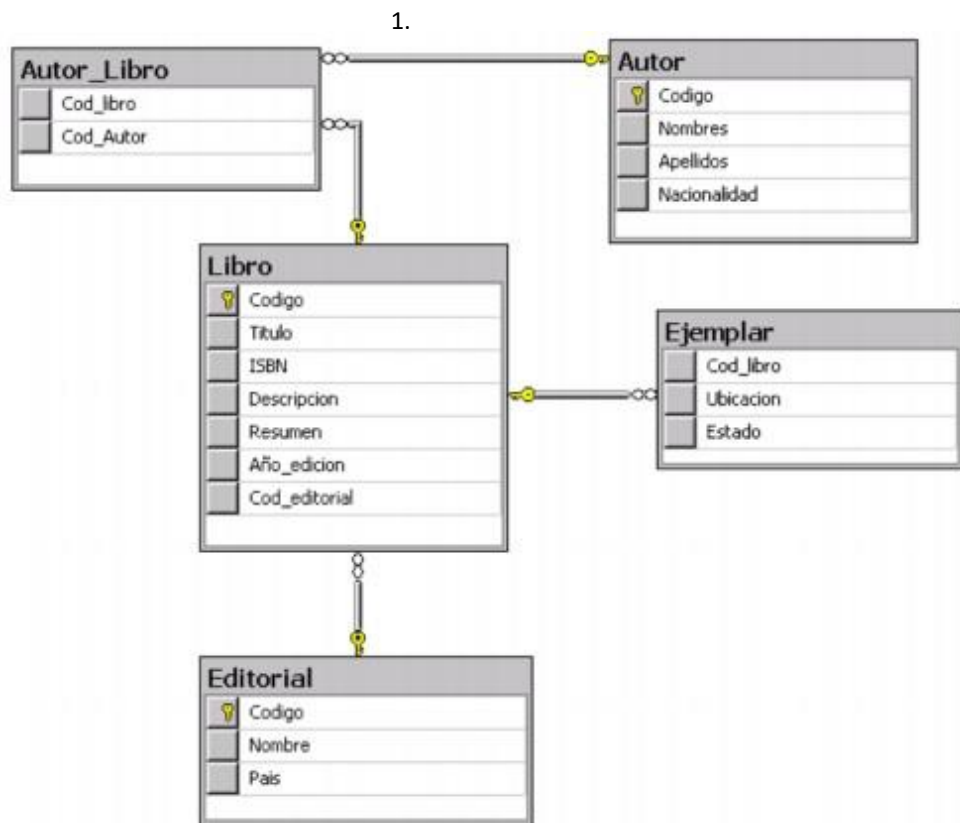 1.
Autor_Libro
Cod_libro
Cod_Autor
Autor
Codigo
Nombres
Apellidos
Nacionalidad
Libro
Codigo
Titulo
ISBN
Descripcion
Resumen
Año_edicion
Cod_editorial
Ejemplar
Cod_libro
Ubicacion
Estado
Editorial
Codigo
Nombre
Pais